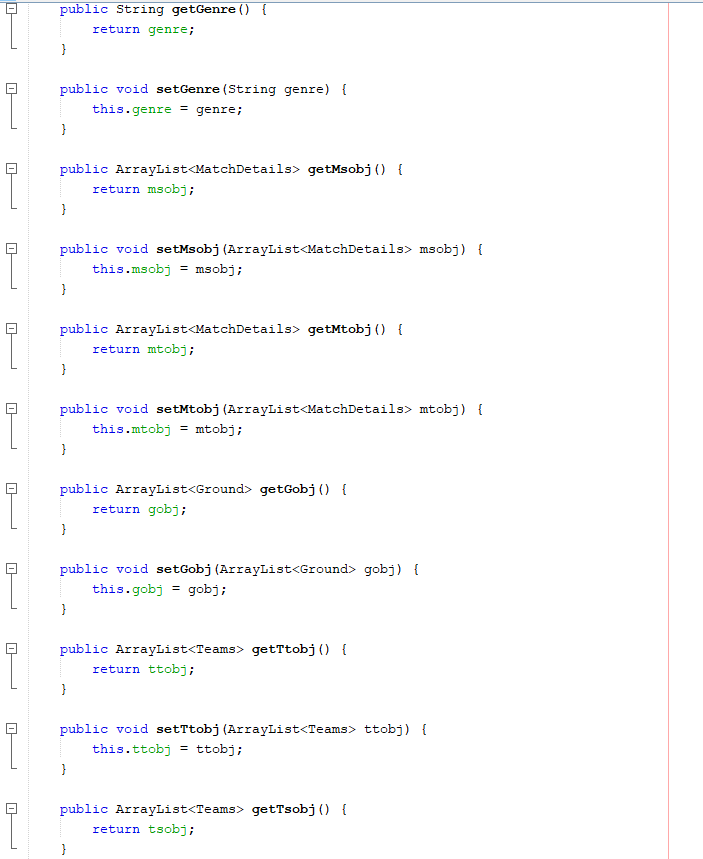 public String getGenre() {
return genre;
}
public void setGenre(String genre) {
this.genre = genre;
}
public ArrayList<MatchDetails> getMsobj() {
return msobj;
}
public void setMsobj(ArrayList<MatchDetails> msobj) {
this.msobj = msobj;
}
public ArrayList<MatchDetails> getMtobj() {
return mtobj;
}
public void setMtobj(ArrayList<MatchDetails> mtobj) {
this.mtobj = mtobj;
}
public ArrayList<Ground> getGobj() {
return gobj;
}
public void setGobj(ArrayList<Ground> gobj) {
this.gobj = gobj;
}
public ArrayList<Teams> getTtobj() {
return ttobj;
}
public void setTtobj(ArrayList<Teams> ttobj) {
this.ttobj = ttobj;
}
public ArrayList<Teams> getTsobj() {
return tsobj;
}